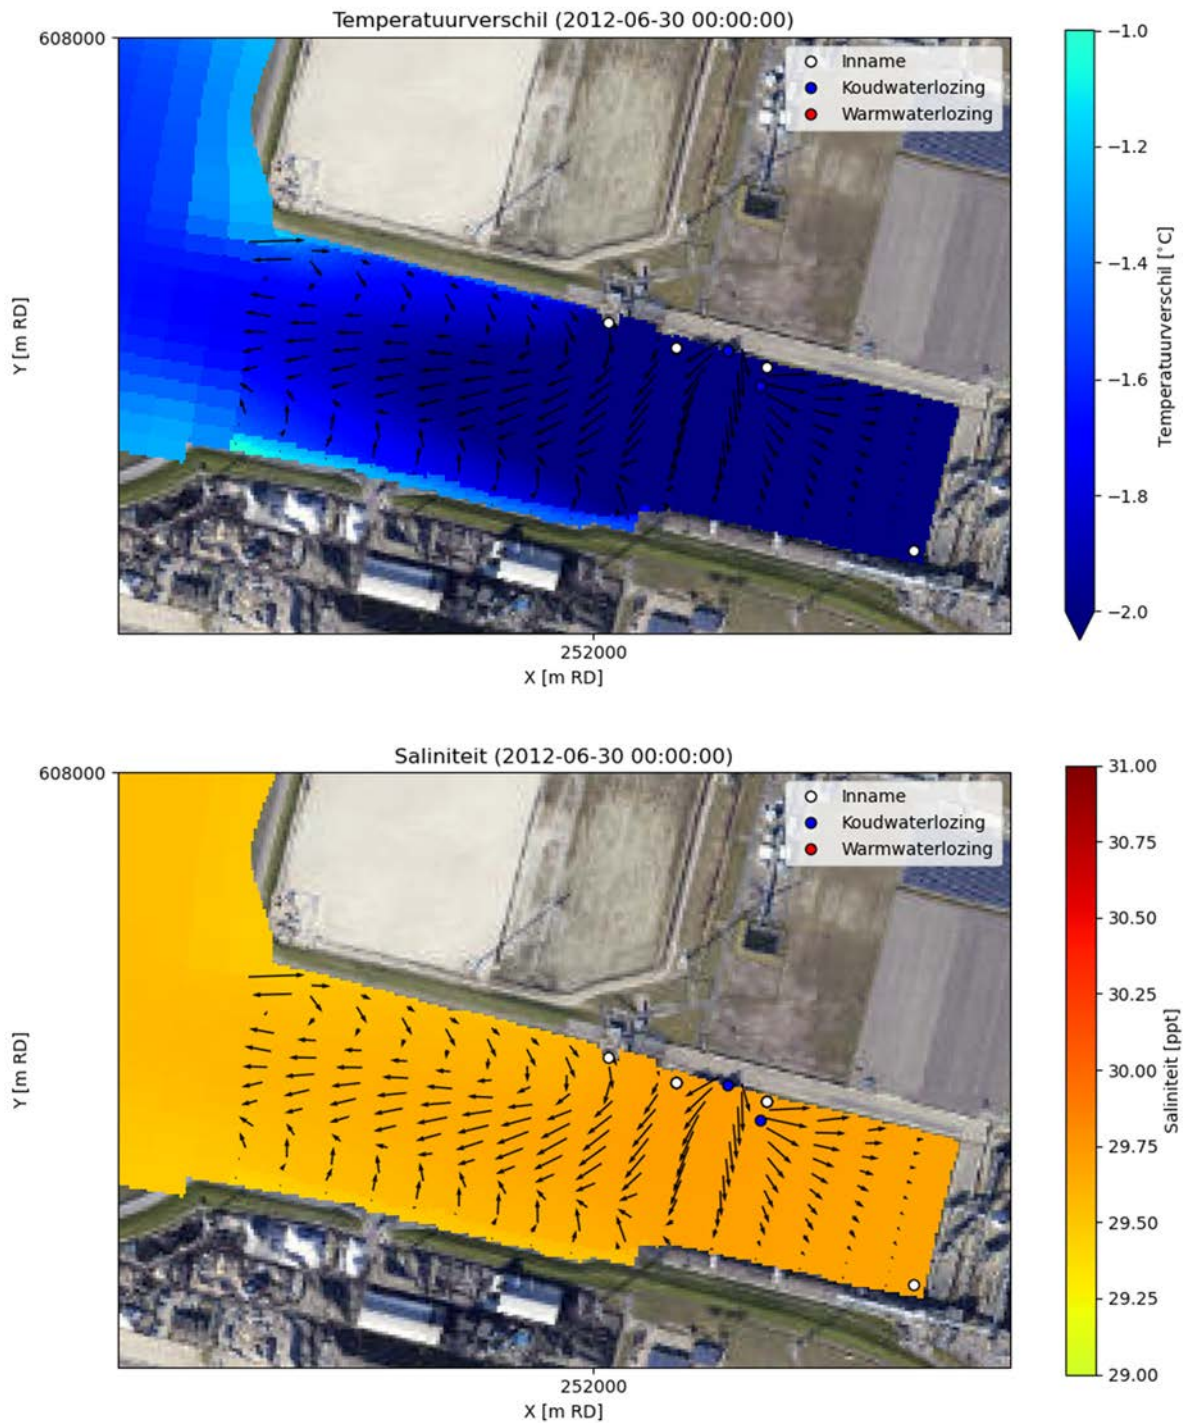 Temperatuurverschil (2012-06-30 00:00:00)
608000
Y [m RD]
Inname
Koudwaterlozing
Warmwaterlozing
252000
X [m RD]
−1.0
−1.2
−1.4
−1.6
−1.8
−2.0
Temperatuurverschil [°C]
Saliniteit (2012-06-30 00:00:00)
608000
Y [m RD]
Inname
Koudwaterlozing
Warmwaterlozing
252000
X [m RD]
31.00
30.75
30.50
30.25
30.00
29.75
29.50
29.25
29.00
Saliniteit [ppt]